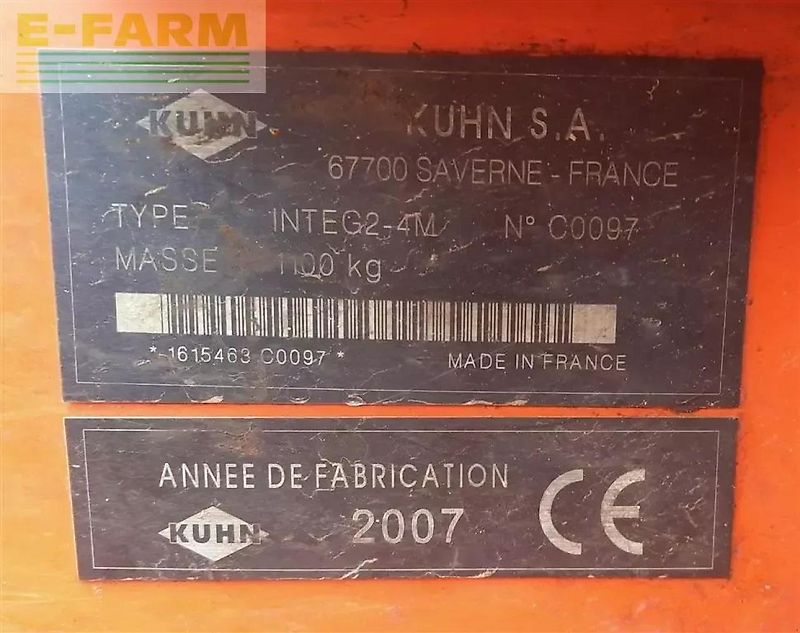 E-FARM
KUHN KUHN S.A.
67700 SAVERNE - FRANCE
TYPE INTEG2-4M N° C0097
MASSE 1100 kg
*-1615463 C0097 *
MADE IN FRANCE
ANNEE DE FABRICATION
KUHN 2007 CE